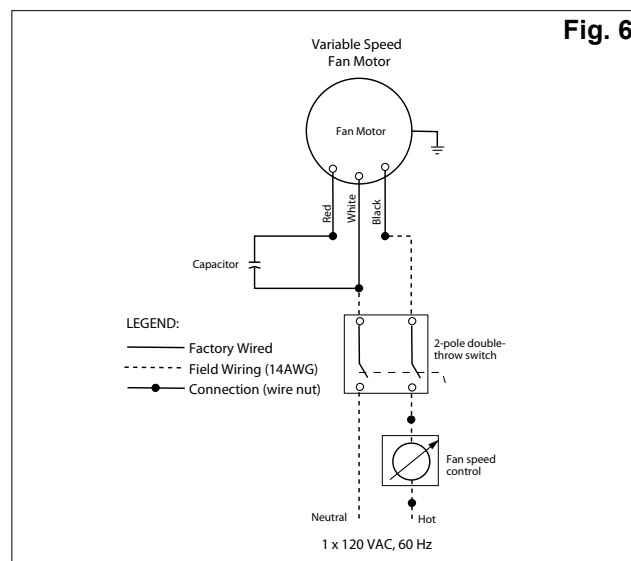 Fig. 6
Variable Speed
Fan Motor
Fan Motor
Red
White
Black
Capacitor
LEGEND:
Factory Wired
Field Wiring (14AWG)
Connection (wire nut)
2-pole double-
throw switch
Fan speed
control
Neutral
Hot
1 x 120 VAC, 60 Hz